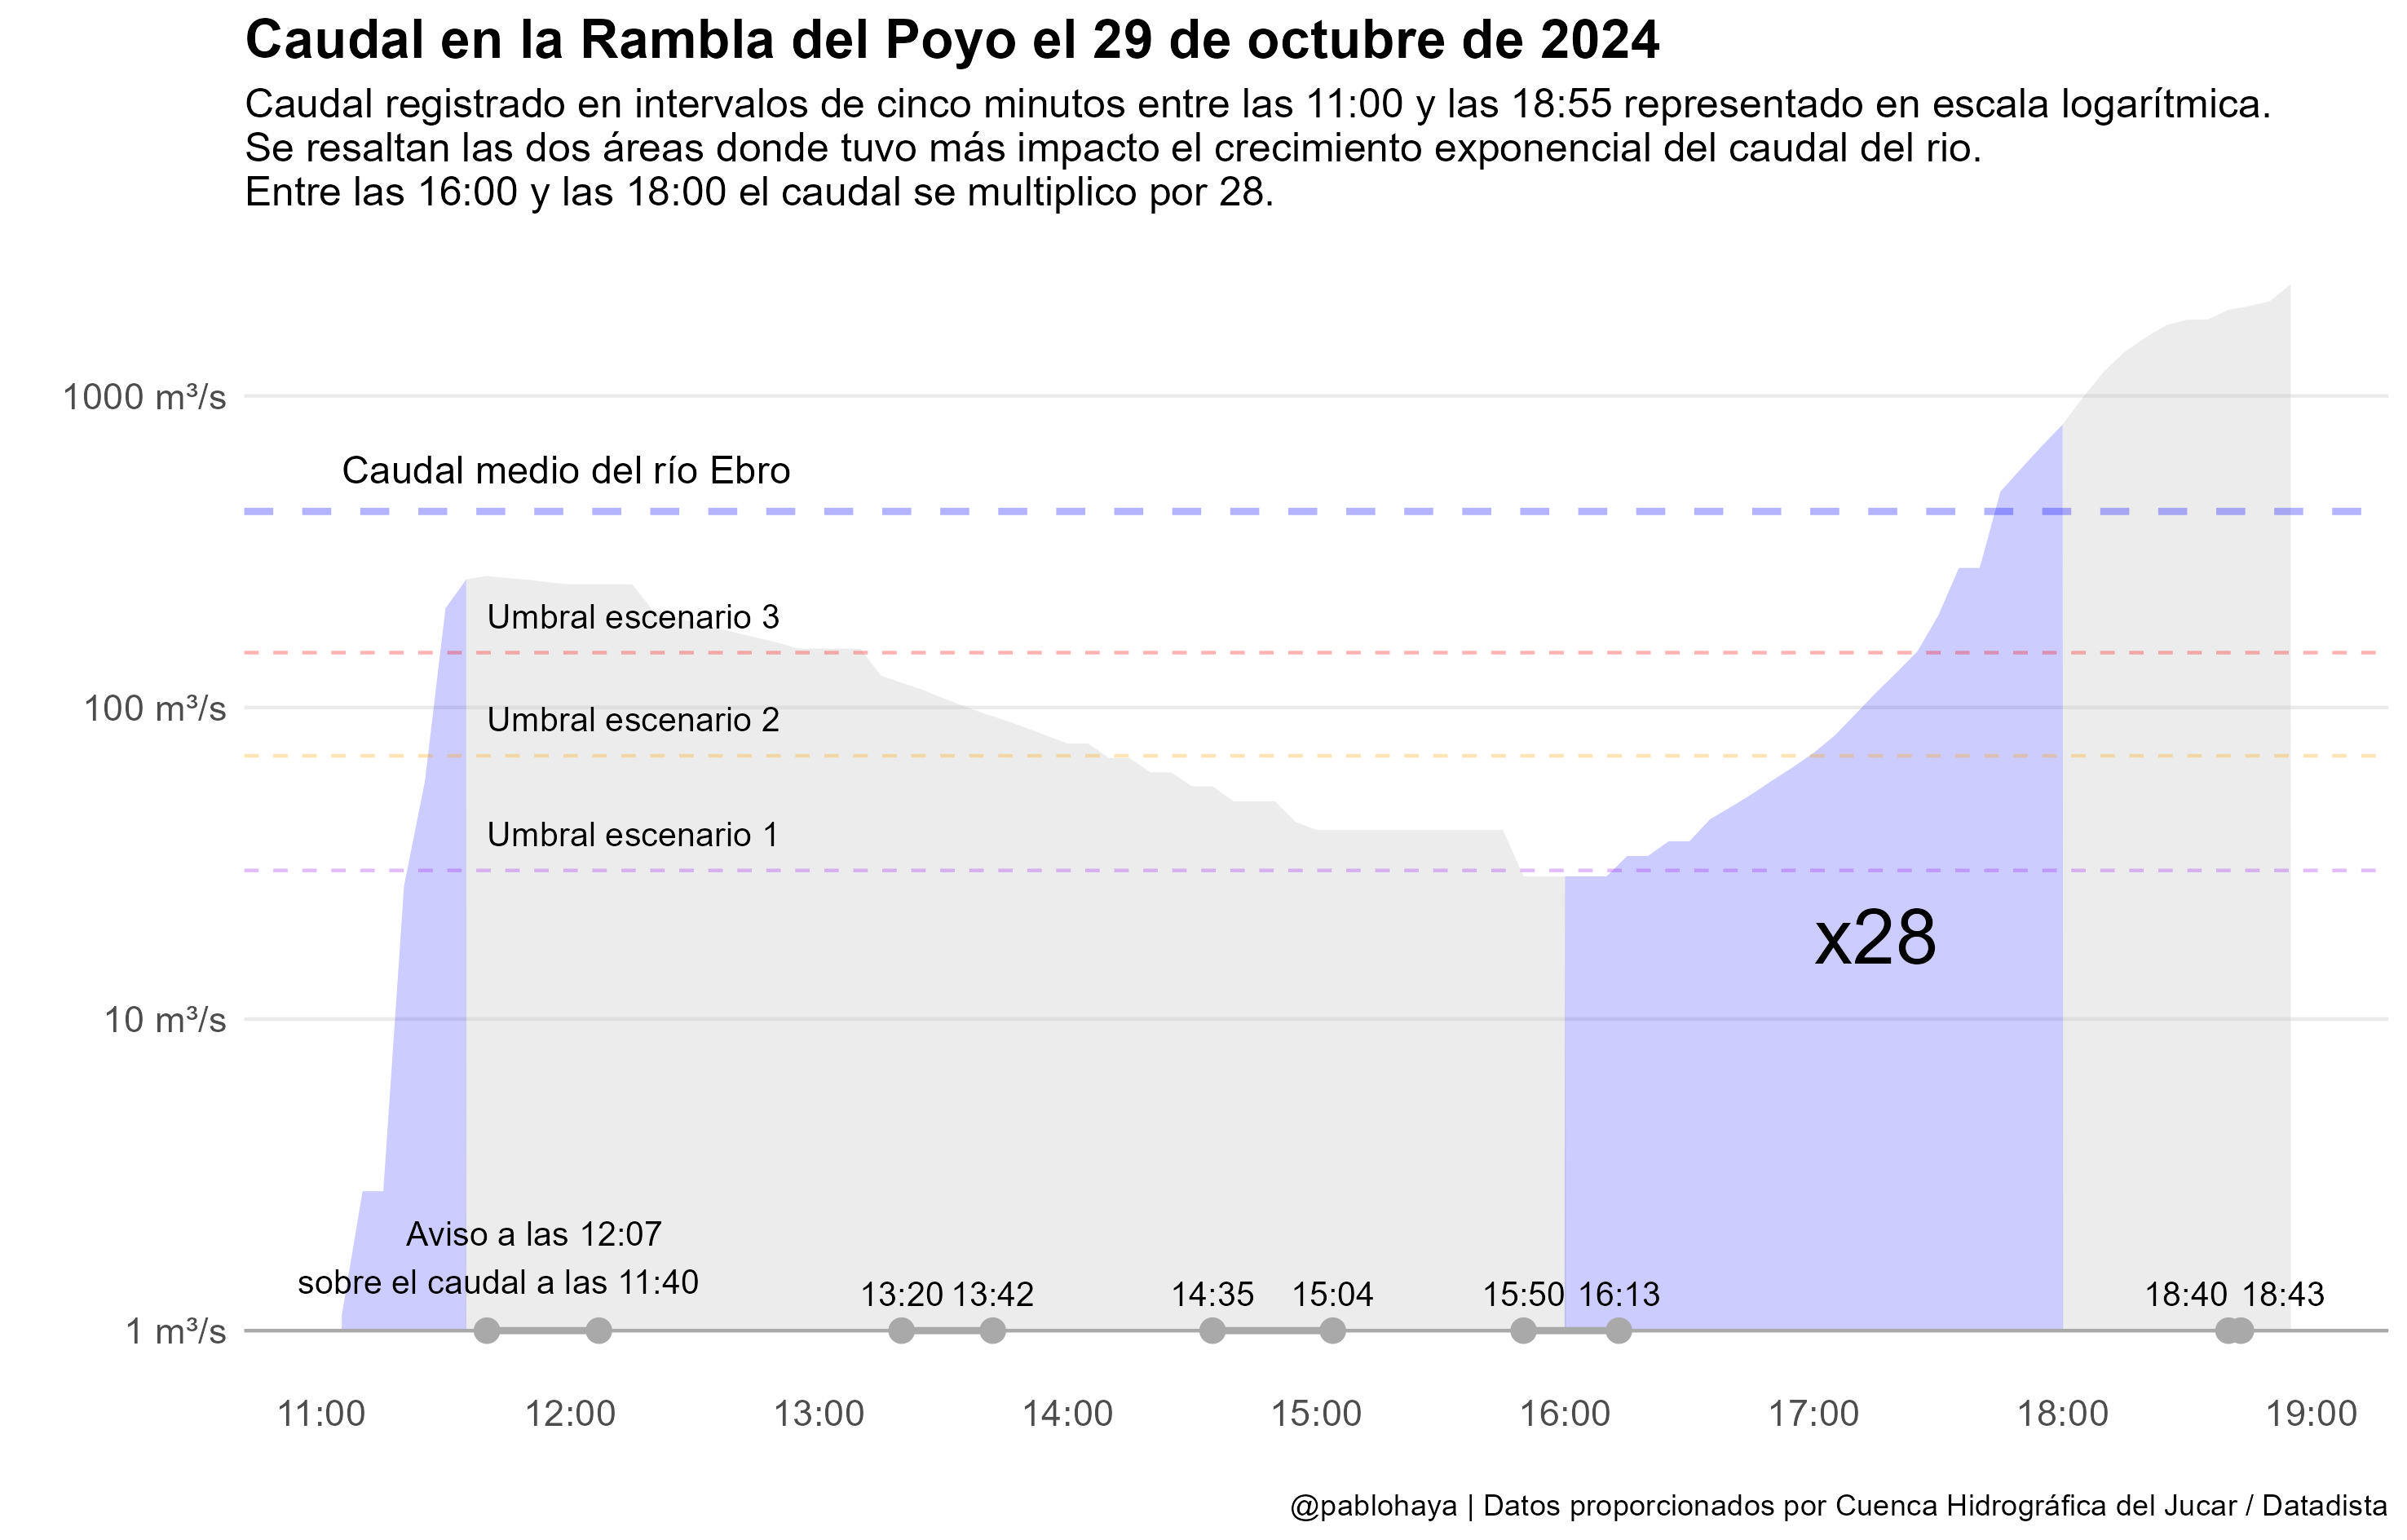 Caudal en la Rambla del Poyo el 29 de octubre de 2024
Caudal registrado en intervalos de cinco minutos entre las 11:00 y las 18:55 representado en escala logarítmica.
Se resaltan las dos áreas donde tuvo más impacto el crecimiento exponencial del caudal del rio.
Entre las 16:00 y las 18:00 el caudal se multiplico por 28.
1000 m³/s
Caudal medio del río Ebro
Umbral escenario 3
100 m³/s
Umbral escenario 2
Umbral escenario 1
x28
10 m³/s
Aviso a las 12:07
sobre el caudal a las 11:40
13:20 13:42 14:35 15:04 15:50 16:13 18:40 18:43
1 m³/s
11:00 12:00 13:00 14:00 15:00 16:00 17:00 18:00 19:00
@pablohaya | Datos proporcionados por Cuenca Hidrográfica del Jucar / Datadista